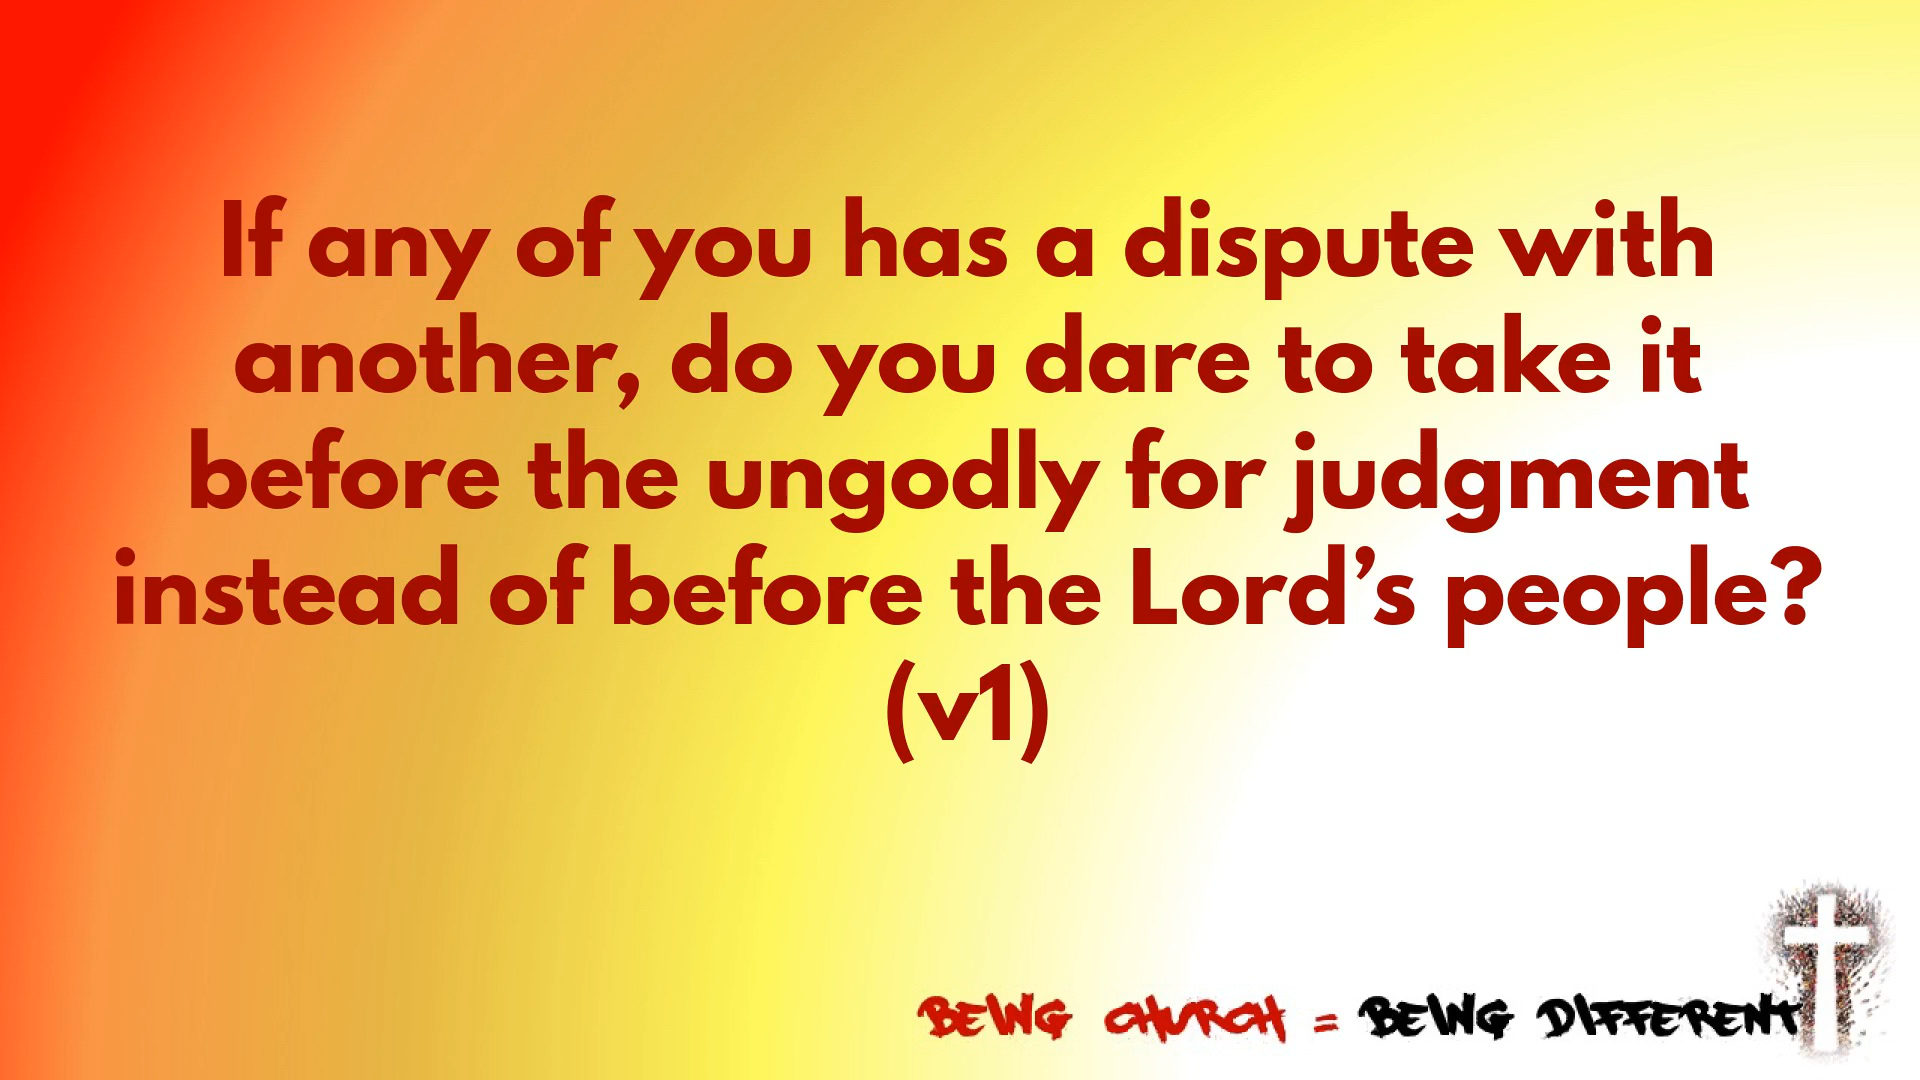 If any of you has a dispute with
another, do you dare to take it
before the ungodly for judgment
instead of before the Lord’s people?
(v1)
BEING CHURCH = BEING DIFFERENT